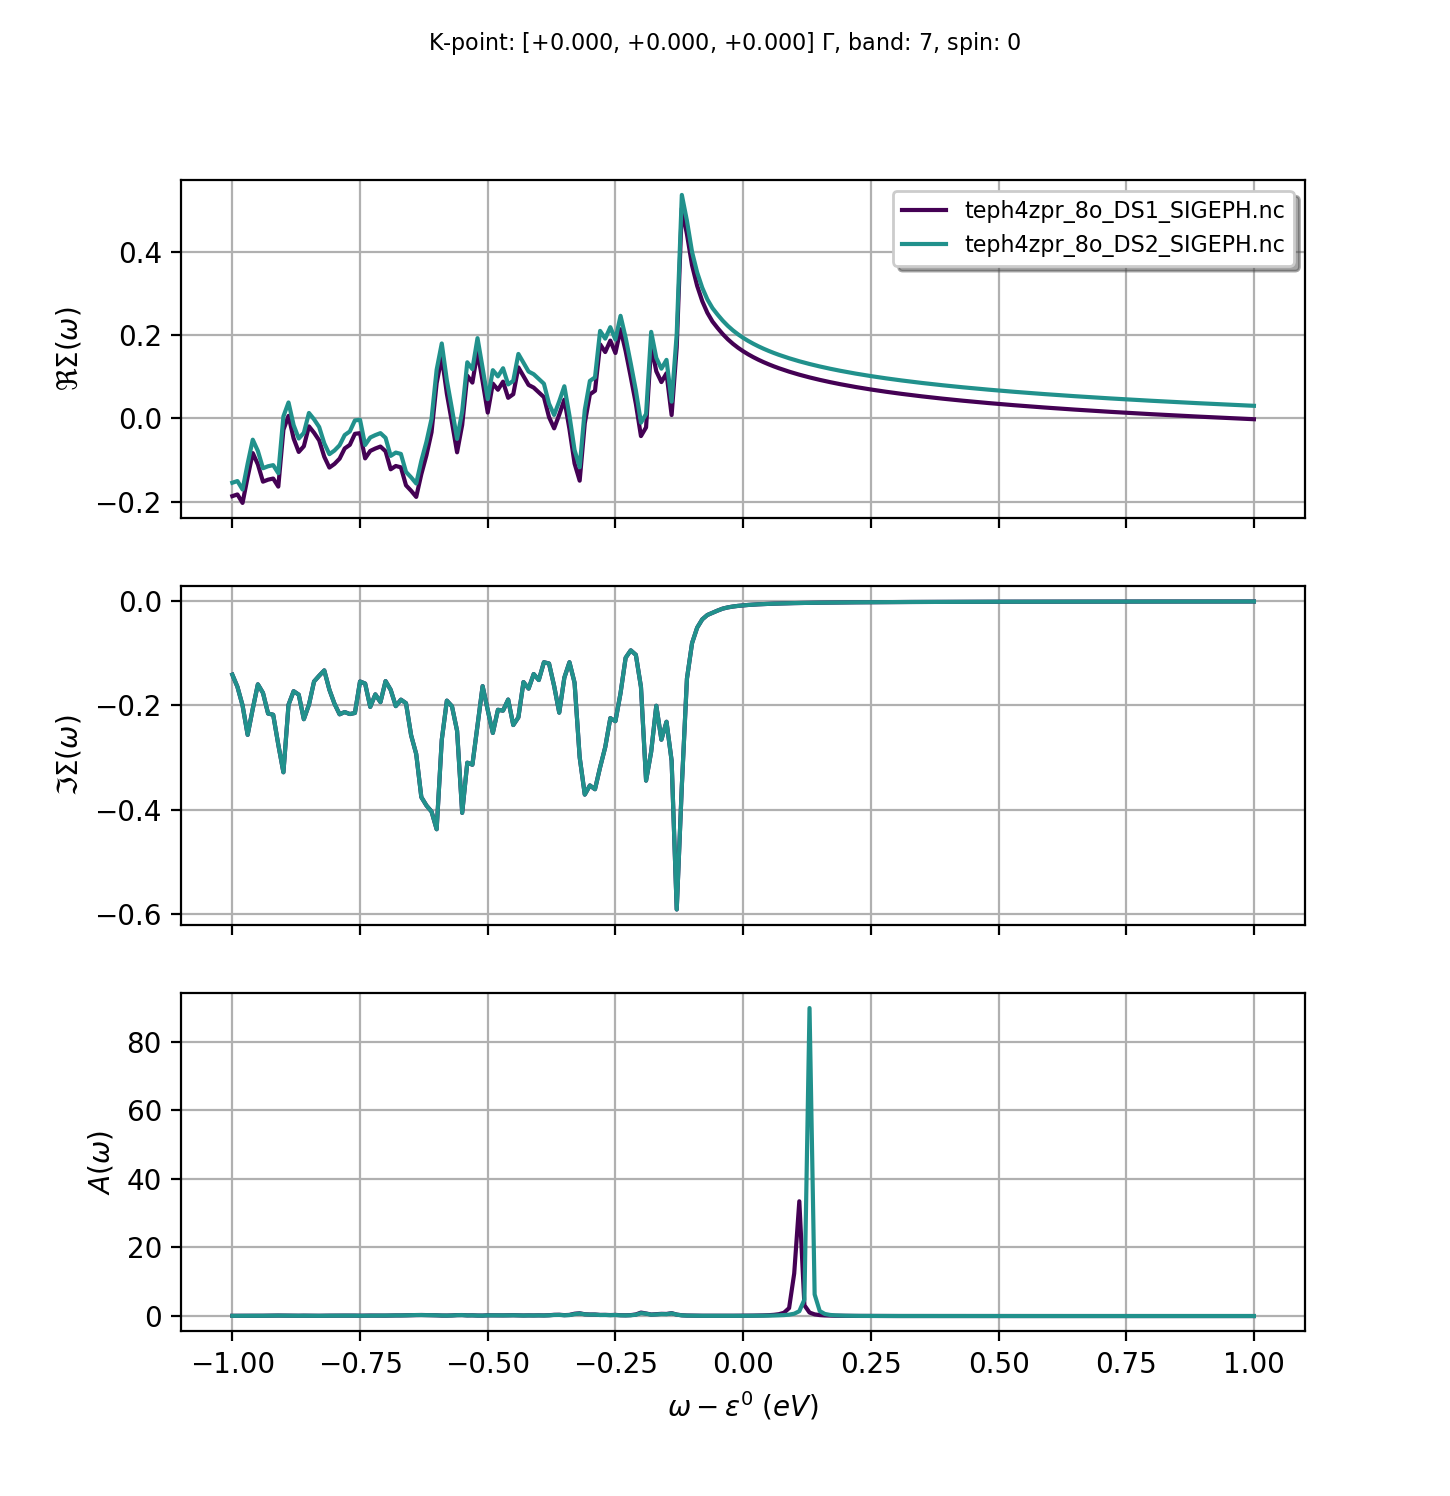 K-point: [+0.000, +0.000, +0.000] Γ, band: 7, spin: 0
teph4zpr_8o_DS1_SIGEPH.nc
teph4zpr_8o_DS2_SIGEPH.nc
ℜΣ(ω)
0.4
0.2
0.0
−0.2
ℑΣ(ω)
0.0
−0.2
−0.4
−0.6
A(ω)
80
60
40
20
0
−1.00 −0.75 −0.50 −0.25 0.00 0.25 0.50 0.75 1.00
ω − ε⁰ (eV)